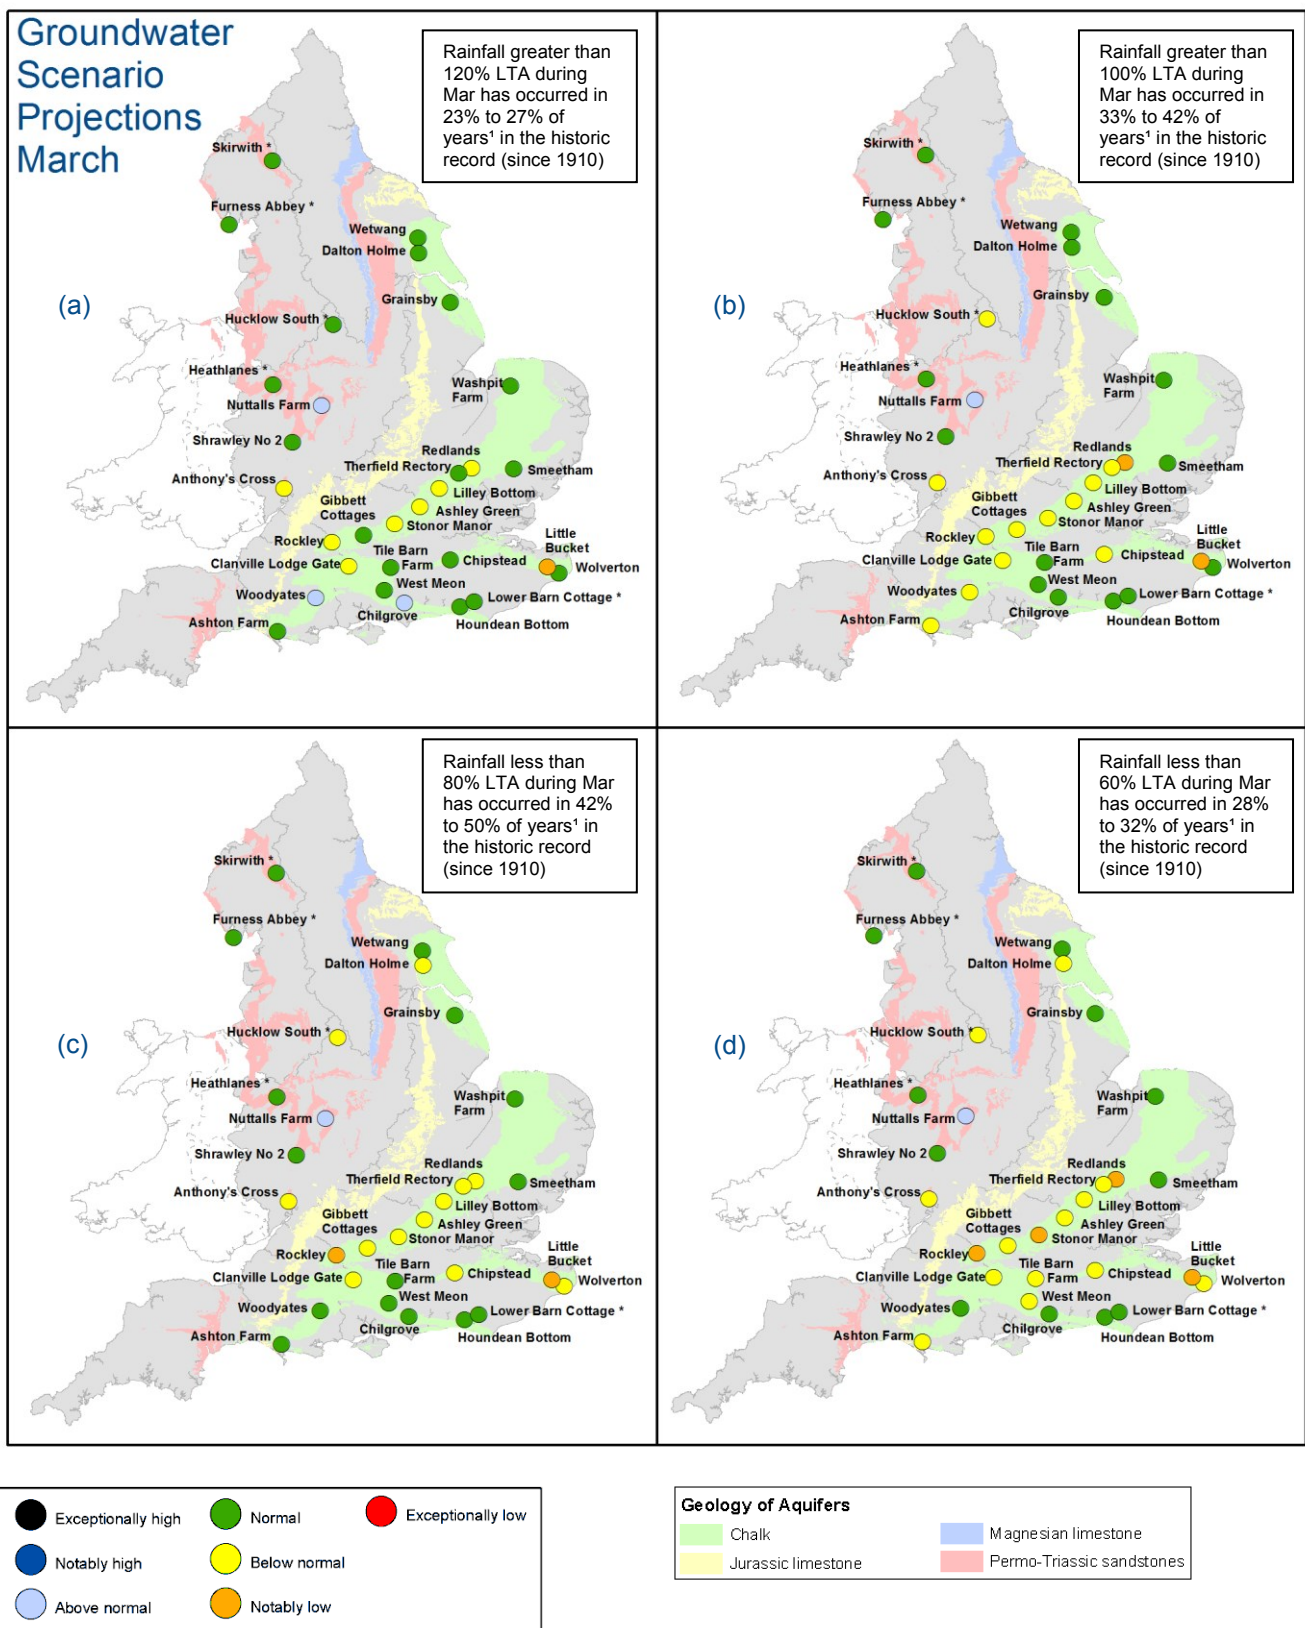 Groundwater
Scenario
Projections
March
Rainfall greater than
120% LTA during
Mar has occurred in
23% to 27% of
years¹ in the historic
record (since 1910)
(a)
Skirwith *
Furness Abbey *
Wetwang
Dalton Holme
Grainsby
Hucklow South *
Heathlanes *
Nuttalls Farm
Washpit
Farm
Shrawley No 2
Redlands
Therfield Rectory
Smeetham
Anthony's Cross
Lilley Bottom
Gibbett
Cottages
Ashley Green
Stonor Manor
Rockley
Little
Bucket
Tile Barn
Farm
Clanville Lodge Gate
Chipstead
Wolverton
West Meon
Woodyates
Lower Barn Cottage *
Chilgrove
Ashton Farm
Houndean Bottom
Rainfall greater than
100% LTA during
Mar has occurred in
33% to 42% of
years¹ in the historic
record (since 1910)
(b)
Skirwith *
Furness Abbey *
Wetwang
Dalton Holme
Grainsby
Hucklow South *
Heathlanes *
Nuttalls Farm
Washpit
Farm
Shrawley No 2
Redlands
Therfield Rectory
Smeetham
Anthony's Cross
Lilley Bottom
Gibbett
Cottages
Ashley Green
Stonor Manor
Rockley
Little
Bucket
Tile Barn
Farm
Clanville Lodge Gate
Chipstead
Wolverton
West Meon
Woodyates
Lower Barn Cottage *
Chilgrove
Ashton Farm
Houndean Bottom
Rainfall less than
80% LTA during Mar
has occurred in 42%
to 50% of years¹ in
the historic record
(since 1910)
(c)
Skirwith *
Furness Abbey *
Wetwang
Dalton Holme
Grainsby
Hucklow South *
Heathlanes *
Nuttalls Farm
Washpit
Farm
Shrawley No 2
Redlands
Therfield Rectory
Smeetham
Anthony's Cross
Lilley Bottom
Gibbett
Cottages
Ashley Green
Stonor Manor
Rockley
Little
Bucket
Tile Barn
Farm
Clanville Lodge Gate
Chipstead
Wolverton
West Meon
Woodyates
Lower Barn Cottage *
Chilgrove
Ashton Farm
Houndean Bottom
Rainfall less than
60% LTA during Mar
has occurred in 28%
to 32% of years¹ in
the historic record
(since 1910)
(d)
Skirwith *
Furness Abbey *
Wetwang
Dalton Holme
Grainsby
Hucklow South *
Heathlanes *
Nuttalls Farm
Washpit
Farm
Shrawley No 2
Redlands
Therfield Rectory
Smeetham
Anthony's Cross
Lilley Bottom
Gibbett
Cottages
Ashley Green
Stonor Manor
Rockley
Little
Bucket
Tile Barn
Farm
Clanville Lodge Gate
Chipstead
Wolverton
West Meon
Woodyates
Lower Barn Cottage *
Chilgrove
Ashton Farm
Houndean Bottom
Exceptionally high
Normal
Exceptionally low
Notably high
Below normal
Above normal
Notably low
Geology of Aquifers
Chalk
Magnesian limestone
Jurassic limestone
Permo-Triassic sandstones